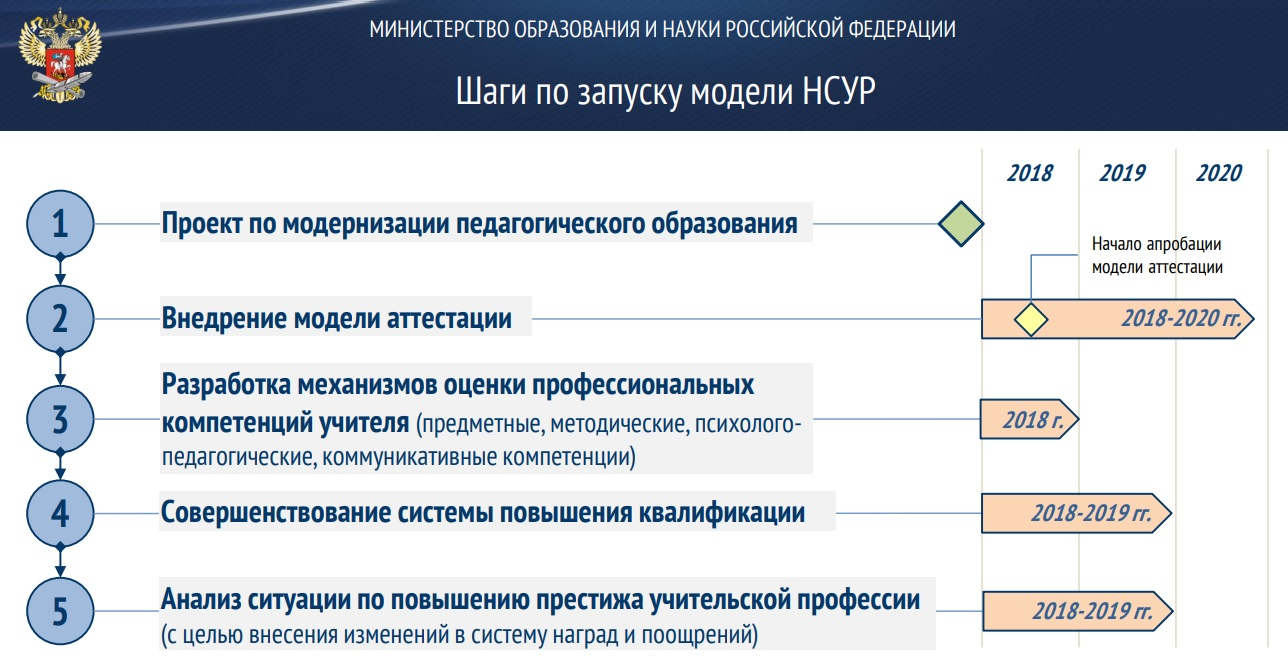 МИНИСТЕРСТВО ОБРАЗОВАНИЯ И НАУКИ РОССИЙСКОЙ ФЕДЕРАЦИИ
Шаги по запуску модели НСУР
2018 2019 2020
1 Проект по модернизации педагогического образования
Начало апробации
модели аттестации
2 Внедрение модели аттестации 2018-2020 гг.
Разработка механизмов оценки профессиональных
3 компетенций учителя (предметные, методические, психолого- 2018 г.
педагогические, коммуникативные компетенции)
4 Совершенствование системы повышения квалификации 2018-2019 гг.
5 Анализ ситуации по повышению престижа учительской профессии 2018-2019 гг.
(с целью внесения изменений в систему наград и поощрений)